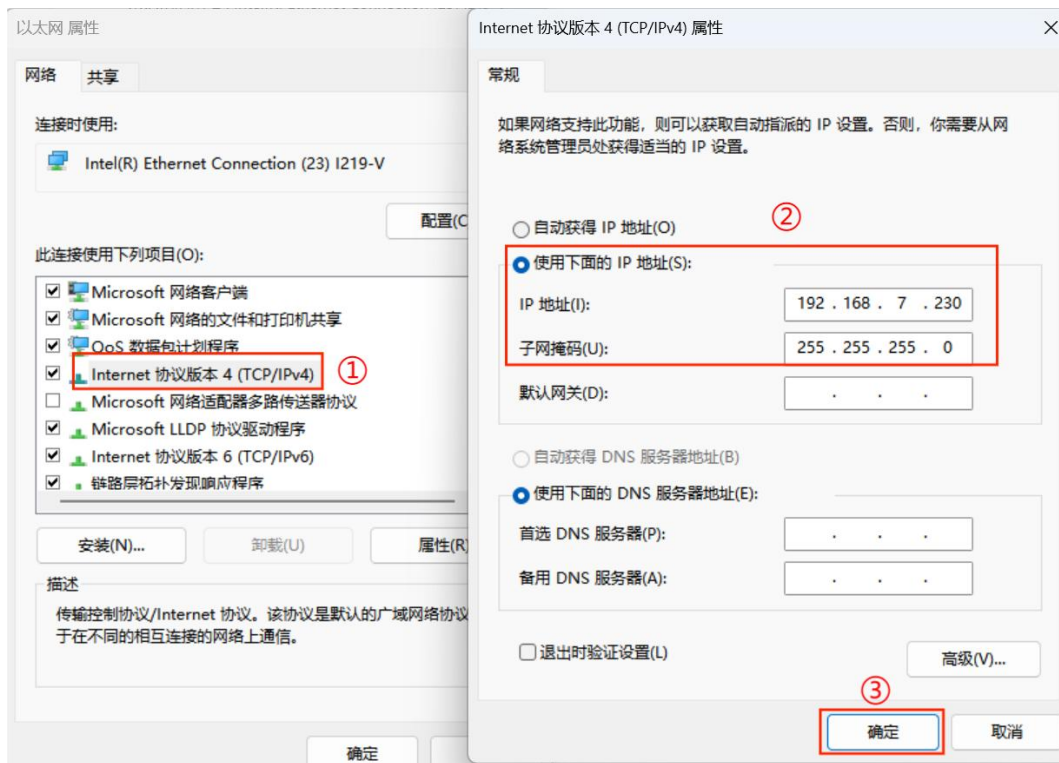 以太网 属性
网络
共享
连接时使用:
Intel(R) Ethernet Connection (23) I219-V
配置(C
此连接使用下列项目(O):
Microsoft 网络客户端
Microsoft 网络的文件和打印机共享
QoS 数据包计划程序
Internet 协议版本 4 (TCP/IPv4)
①
Microsoft 网络适配器多路传送器协议
Microsoft LLDP 协议驱动程序
Internet 协议版本 6 (TCP/IPv6)
链路层拓扑发现响应程序
安装(N)...
卸载(U)
属性(R)
描述
传输控制协议/Internet 协议。该协议是默认的广域网络协议
于在不同的相互连接的网络上通信。
确定
Internet 协议版本 4 (TCP/IPv4) 属性
常规
如果网络支持此功能，则可以获取自动指派的 IP 设置。否则，你需要从网
络系统管理员处获得适当的 IP 设置。
②
自动获得 IP 地址(O)
使用下面的 IP 地址(S):
IP 地址(I):
192 . 168 . 7 . 230
子网掩码(U):
255 . 255 . 255 . 0
默认网关(D):
. . .
自动获得 DNS 服务器地址(B)
使用下面的 DNS 服务器地址(E):
首选 DNS 服务器(P):
. . .
备用 DNS 服务器(A):
. . .
退出时验证设置(L)
高级(V)...
③
确定
取消